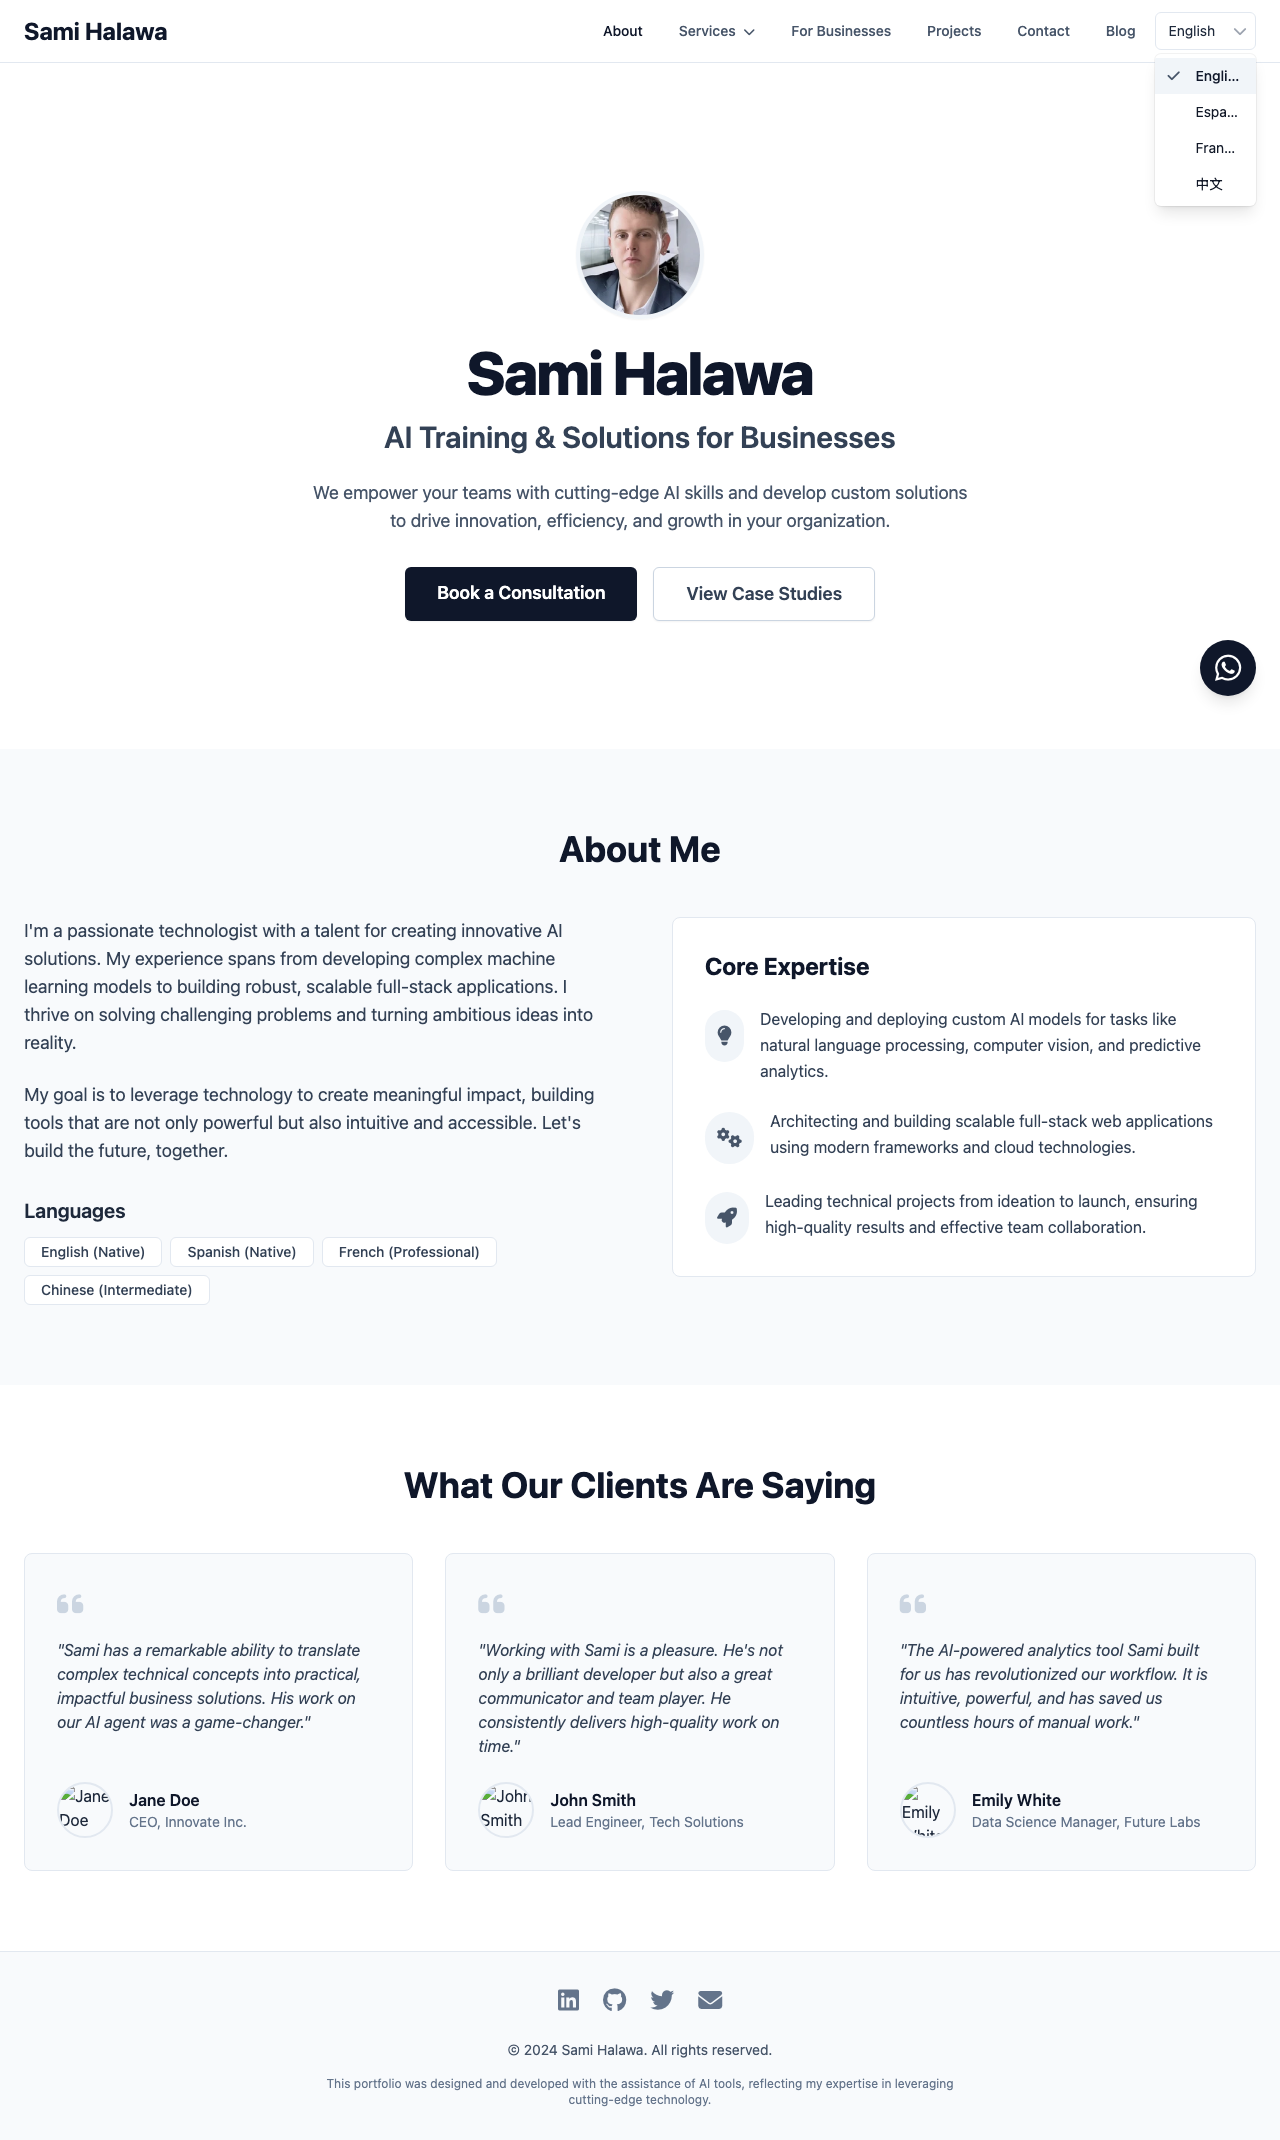 Sami Halawa
About
Services
For Businesses
Projects
Contact
Blog
English
Engli...
Espa...
Fran...
中文
Sami Halawa
AI Training & Solutions for Businesses
We empower your teams with cutting-edge AI skills and develop custom solutions
to drive innovation, efficiency, and growth in your organization.
Book a Consultation
View Case Studies
About Me
I'm a passionate technologist with a talent for creating innovative AI
solutions. My experience spans from developing complex machine
learning models to building robust, scalable full-stack applications. I
thrive on solving challenging problems and turning ambitious ideas into
reality.
My goal is to leverage technology to create meaningful impact, building
tools that are not only powerful but also intuitive and accessible. Let's
build the future, together.
Languages
English (Native)
Spanish (Native)
French (Professional)
Chinese (Intermediate)
Core Expertise
Developing and deploying custom AI models for tasks like
natural language processing, computer vision, and predictive
analytics.
Architecting and building scalable full-stack web applications
using modern frameworks and cloud technologies.
Leading technical projects from ideation to launch, ensuring
high-quality results and effective team collaboration.
What Our Clients Are Saying
"Sami has a remarkable ability to translate
complex technical concepts into practical,
impactful business solutions. His work on
our AI agent was a game-changer."
Jane
Doe
Jane Doe
CEO, Innovate Inc.
"Working with Sami is a pleasure. He's not
only a brilliant developer but also a great
communicator and team player. He
consistently delivers high-quality work on
time."
John
Smith
John Smith
Lead Engineer, Tech Solutions
"The AI-powered analytics tool Sami built
for us has revolutionized our workflow. It is
intuitive, powerful, and has saved us
countless hours of manual work."
Emily
White
Emily White
Data Science Manager, Future Labs
© 2024 Sami Halawa. All rights reserved.
This portfolio was designed and developed with the assistance of AI tools, reflecting my expertise in leveraging
cutting-edge technology.